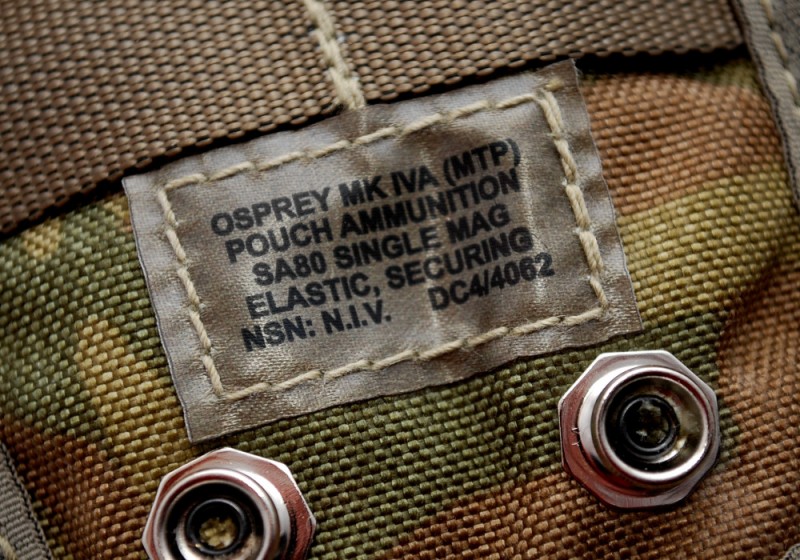 OSPREY MK IVA (MTP)
POUCH AMMUNITION
SA80 SINGLE MAG
ELASTIC, SECURING
NSN: N.I.V. DC4/4062